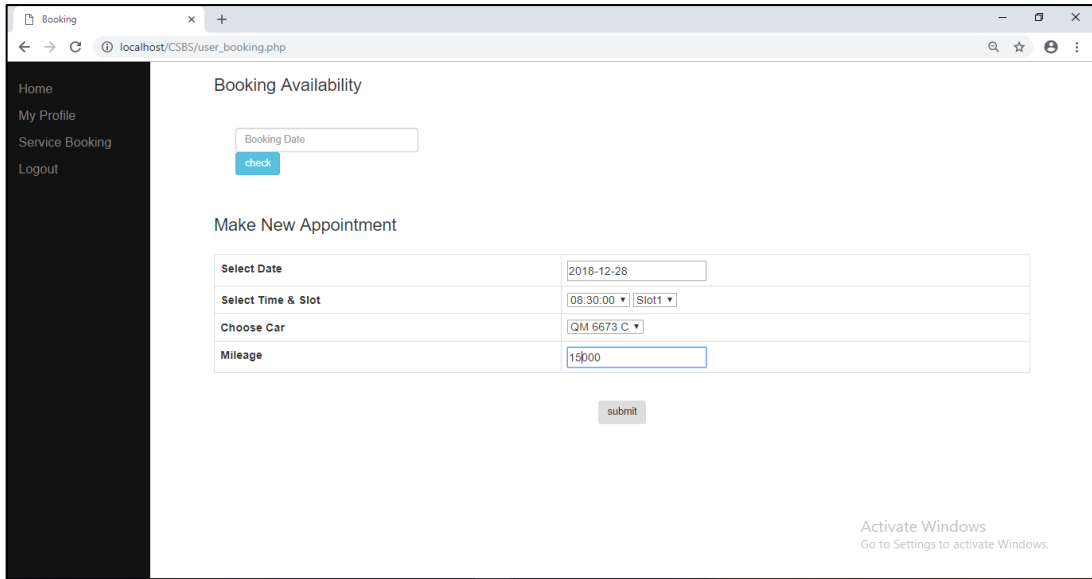 Booking
localhost/CSBS/user_booking.php
Home
My Profile
Service Booking
Logout
Booking Availability
Booking Date
check
Make New Appointment
Select Date 2018-12-28
Select Time & Slot 08:30:00 Slot1
Choose Car QM 6673 C
Mileage 15000
submit
Activate Windows
Go to Settings to activate Windows.